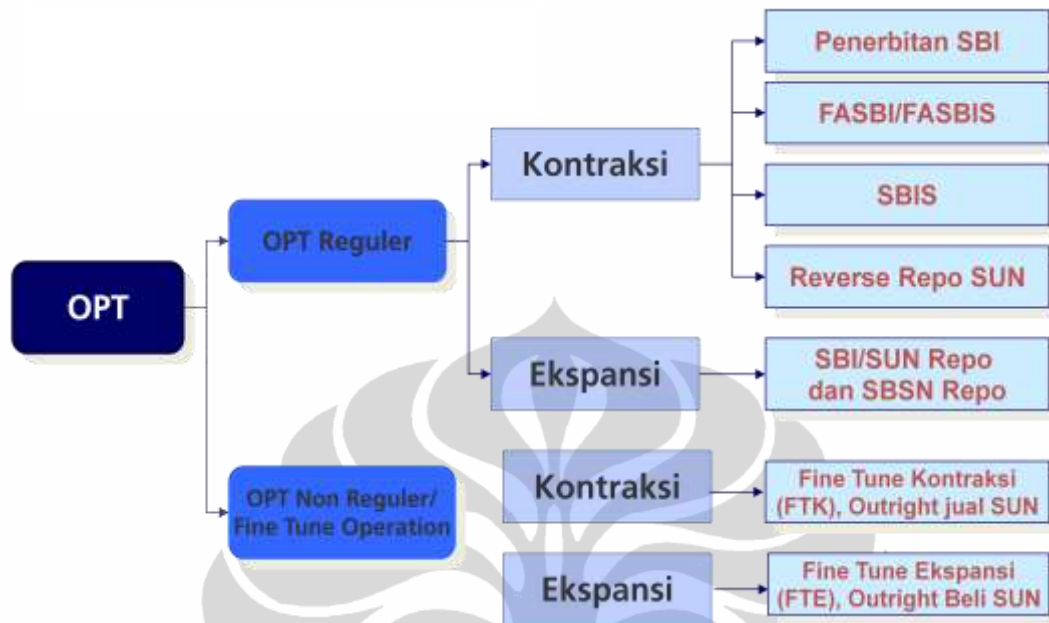 OPT
OPT Reguler
Kontraksi
Penerbitan SBI
FASBI/FASBIS
SBIS
Reverse Repo SUN
Ekspansi
SBI/SUN Repo
dan SBSN Repo
OPT Non Reguler/
Fine Tune Operation
Kontraksi
Fine Tune Kontraksi
(FTK), Outright jual SUN
Ekspansi
Fine Tune Ekspansi
(FTE), Outright Beli SUN